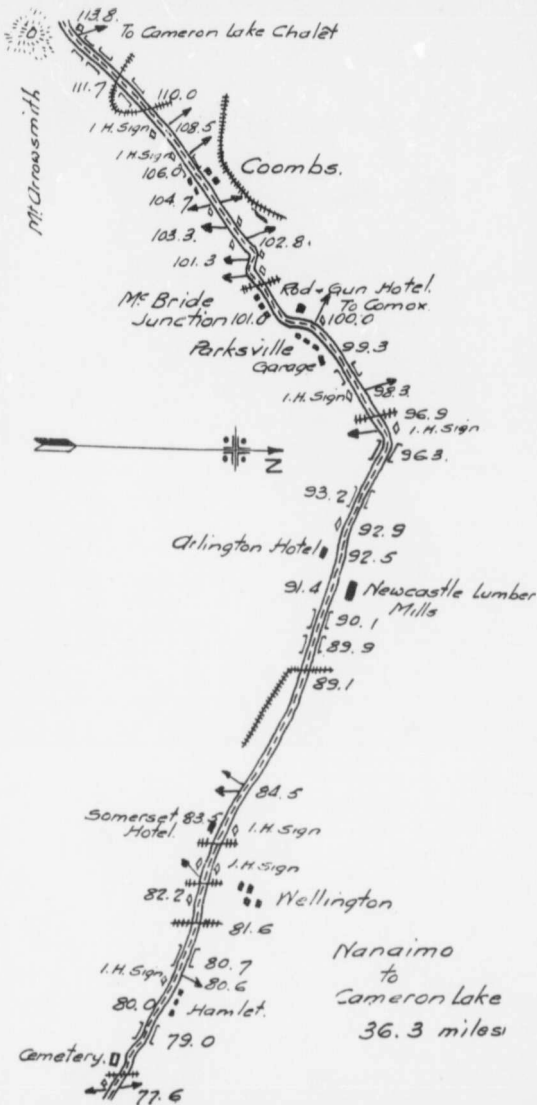 113.8.
To Cameron Lake Chalet
Mt Arrowsmith
111.7
110.0
I.H. Sign
108.5
I.H. Sign
106.0
Coombs.
104.7
103.3.
102.8.
101.3
Rod & Gun Hotel.
To Comox
McBride
Junction 101.0
100.0
Parksville
Garage
99.3
98.3
I.H. Sign
96.9
I.H. Sign
96.3.
N
93.2
92.9
Arlington Hotel
92.5
91.4
Newcastle Lumber
Mills
90.1
89.9
89.1
84.5
Somerset 83.5
Hotel.
I.H. Sign
I.H. Sign
82.2
Wellington
81.6
80.7
I.H. Sign
80.6
80.0
Hamlet.
79.0
Cemetery.
77.6
Nanaimo
to
Cameron Lake
36.3 miles